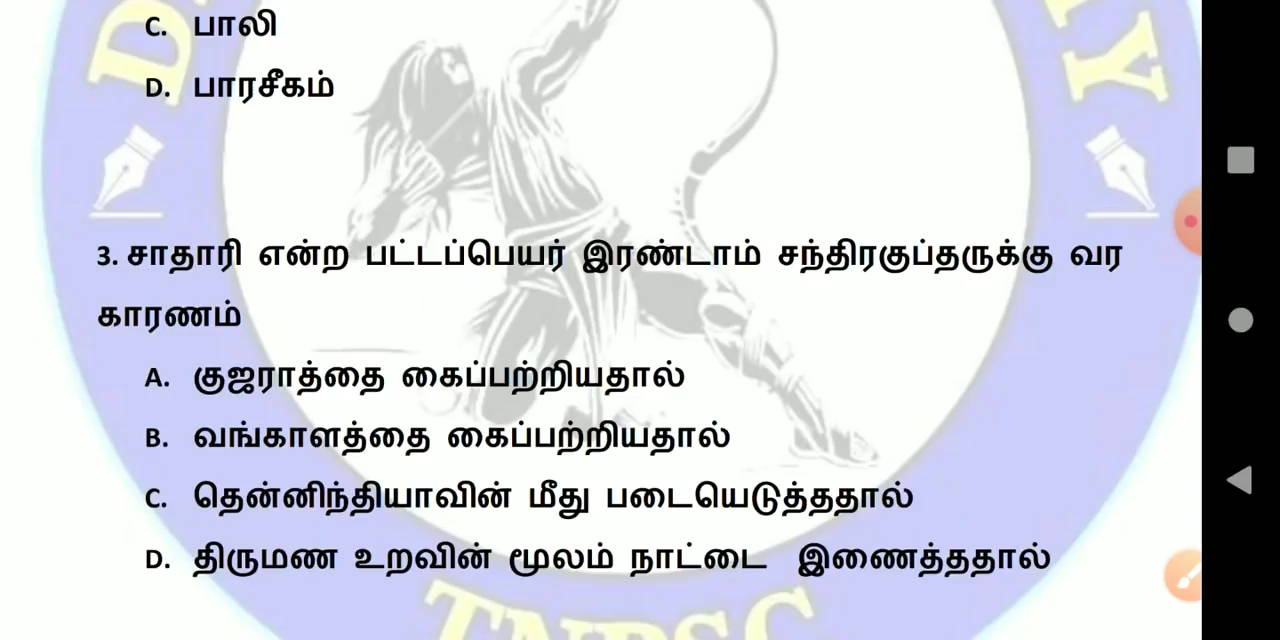 C. பாலி
D. பாரசீகம்
3. சாதாரி என்ற பட்டப்பெயர் இரண்டாம் சந்திரகுப்தருக்கு வர
காரணம்
A. குஜராத்தை கைப்பற்றியதால்
B. வங்காளத்தை கைப்பற்றியதால்
C. தென்னிந்தியாவின் மீது படையெடுத்ததால்
D. திருமண உறவின் மூலம் நாட்டை இணைத்ததால்
TNPSC